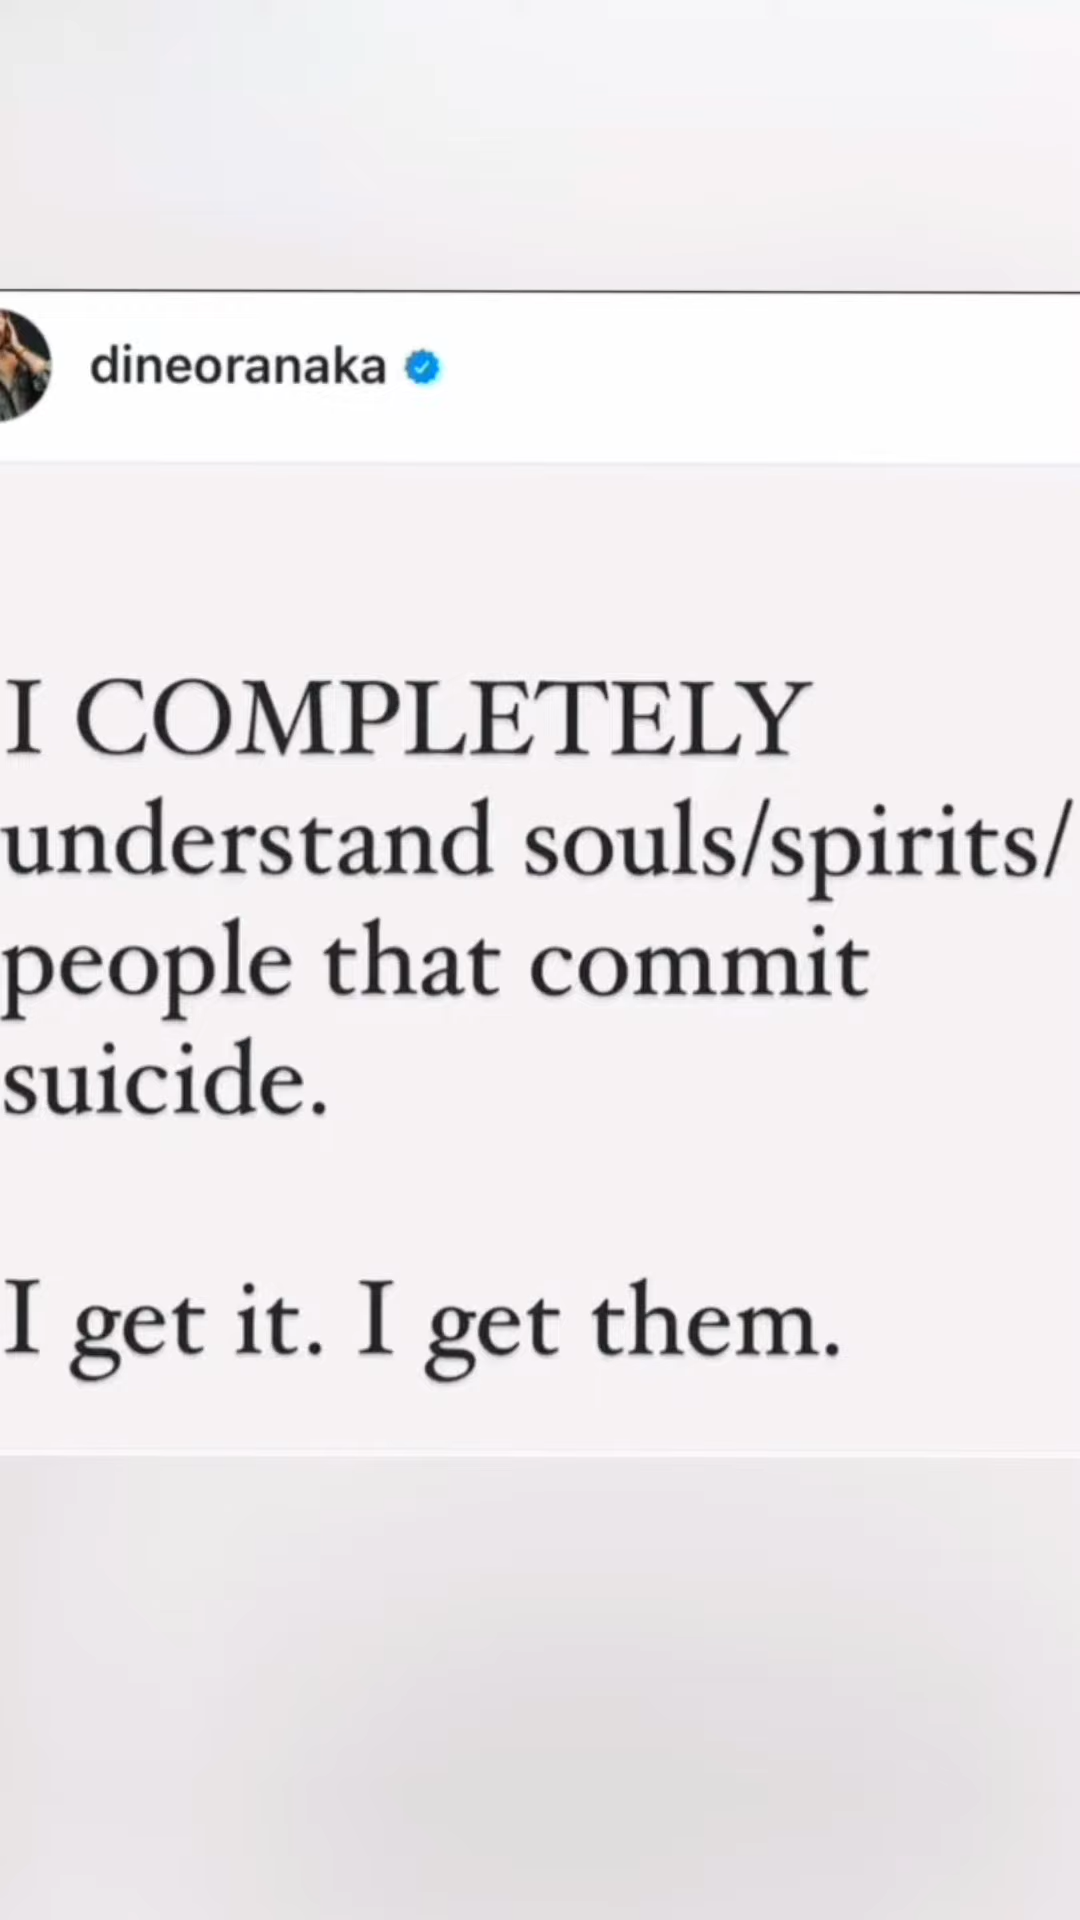 dineoranaka
I COMPLETELY
understand souls/spirits/
people that commit
suicide.
I get it. I get them.